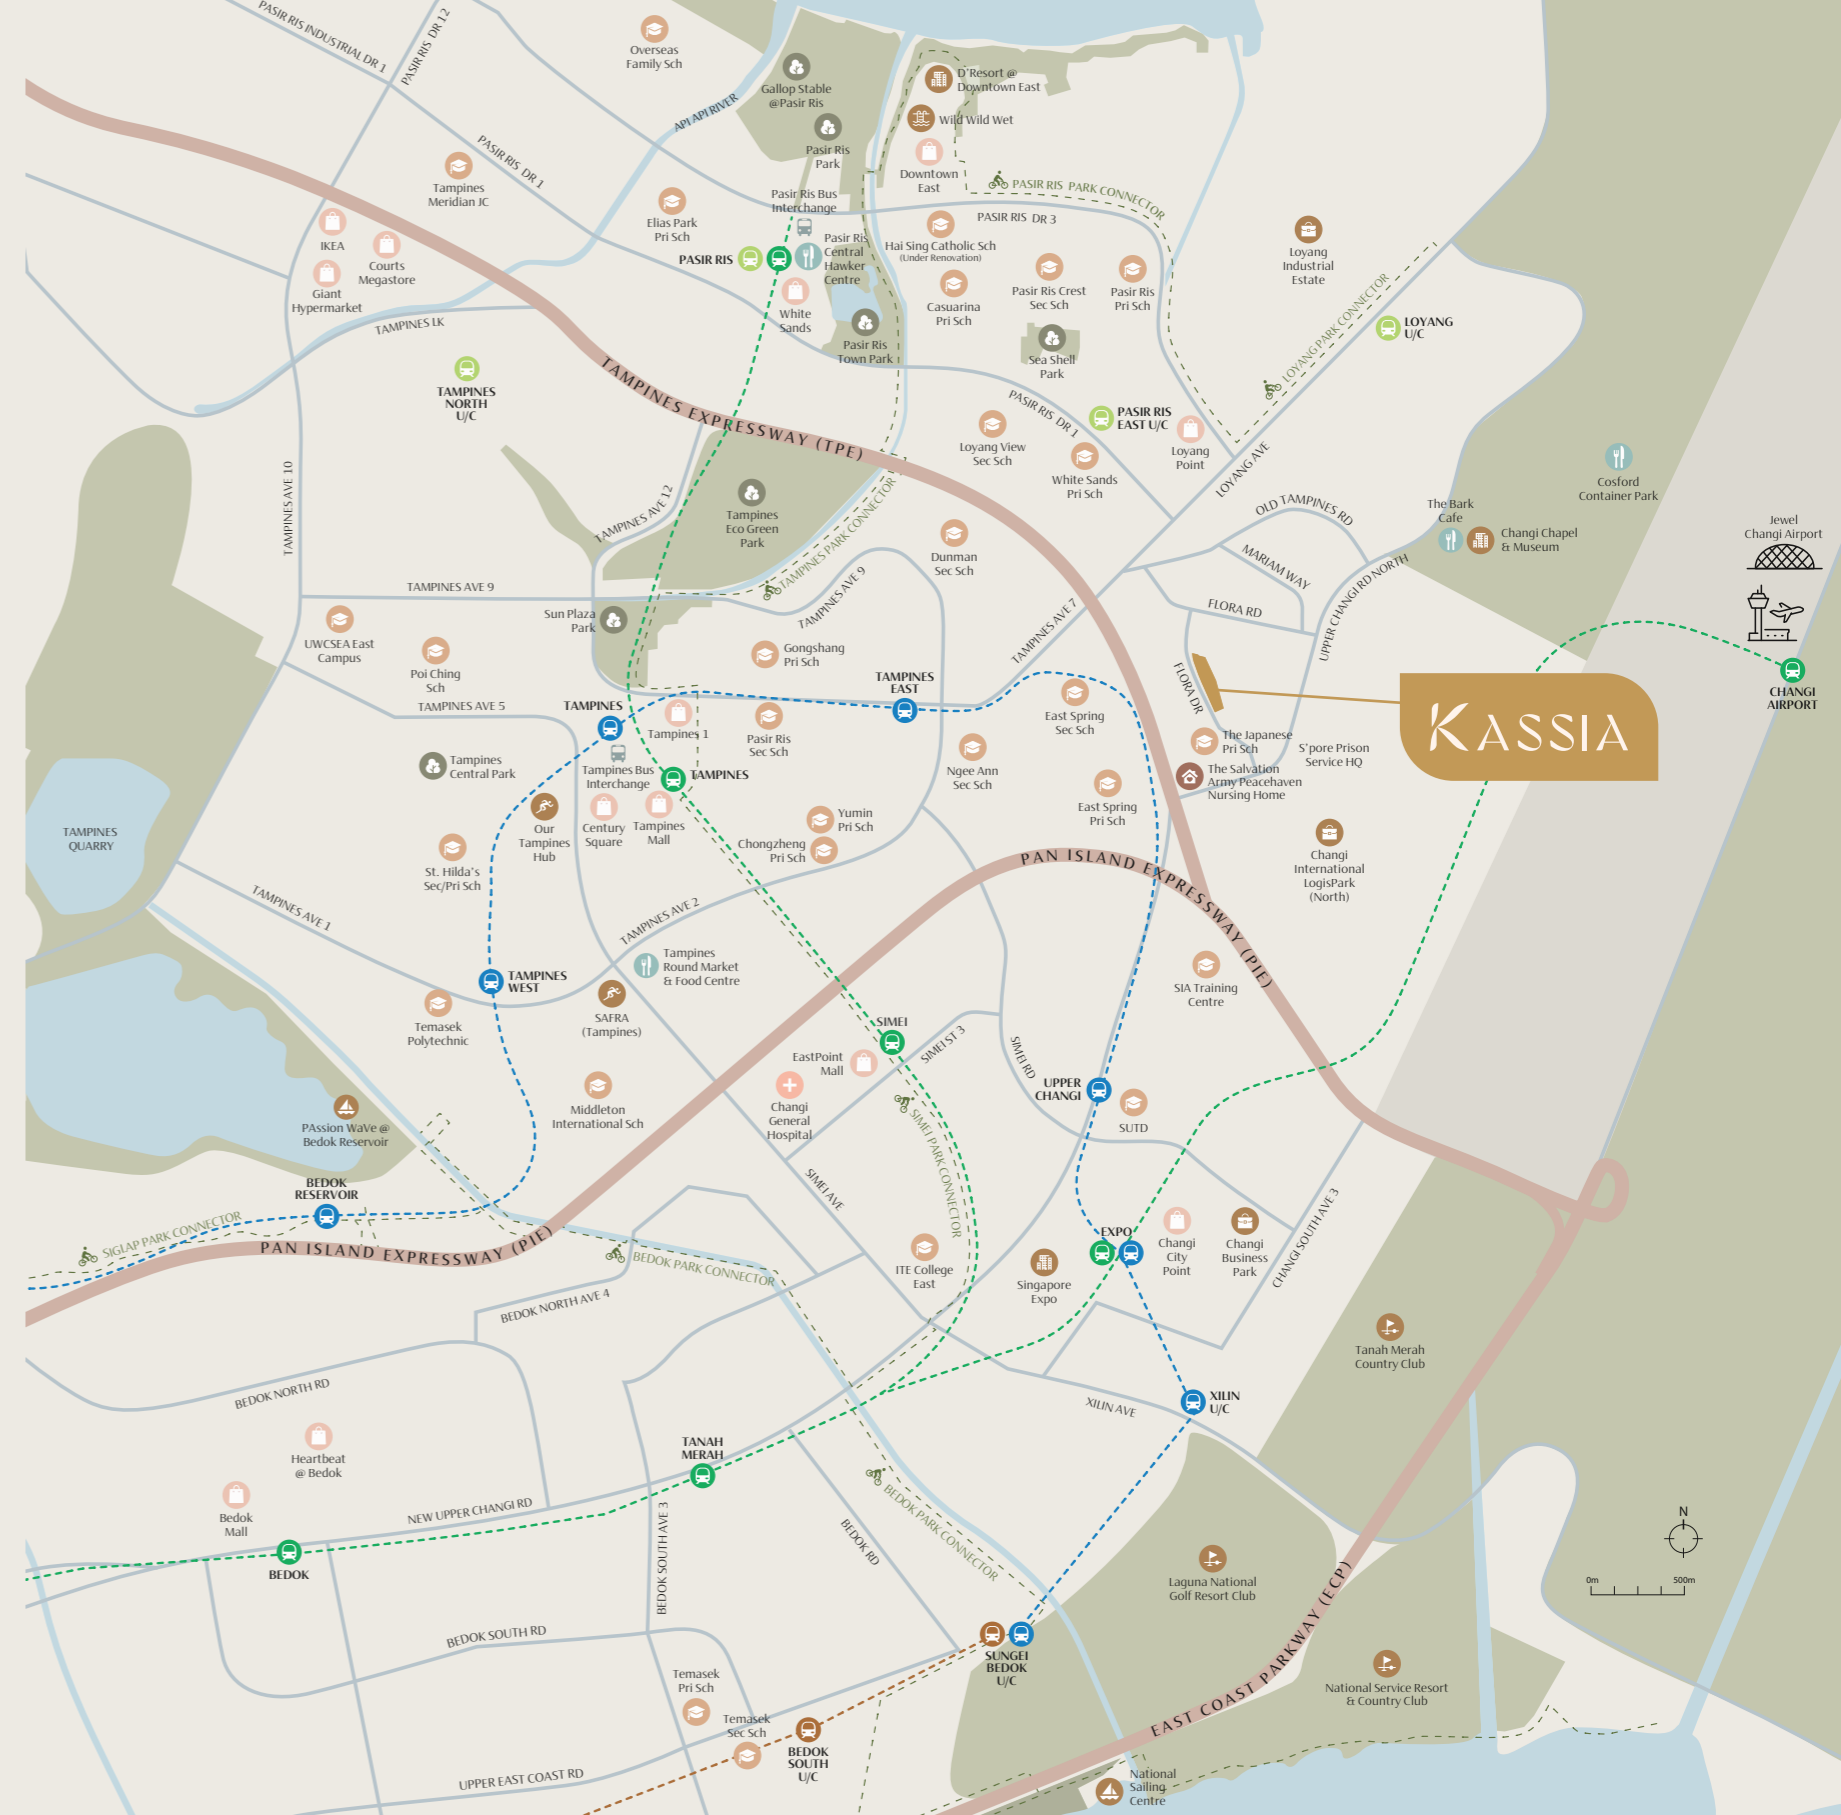 PASIR RIS INDUSTRIAL DR 1
PASIR RIS DR 12
Overseas
Family Sch
Gallop Stable
@Pasir Ris
D'Resort @
Downtown East
API API RIVER
Wild Wild Wet
Pasir Ris
Park
Downtown
East
PASIR RIS DR 1
Tampines
Meridian JC
PASIR RIS PARK CONNECTOR
Pasir Ris Bus
Interchange
PASIR RIS DR 3
Elias Park
Pri Sch
IKEA
Courts
Megastore
Giant
Hypermarket
PASIR RIS
Pasir Ris
Central
Hawker
Centre
Hai Sing Catholic Sch
(Under Renovation)
Loyang
Industrial
Estate
Casuarina
Pri Sch
Pasir Ris Crest
Sec Sch
Pasir Ris
Pri Sch
White
Sands
TAMPINES LK
Pasir Ris
Town Park
Sea Shell
Park
LOYANG PARK CONNECTOR
LOYANG
U/C
TAMPINES
NORTH
U/C
TAMPINES EXPRESSWAY (TPE)
PASIR RIS DR 1
PASIR RIS
EAST U/C
Loyang
Point
Loyang View
Sec Sch
White Sands
Pri Sch
LOYANG AVE
Cosford
Container Park
TAMPINES AVE 10
TAMPINES AVE 12
Tampines
Eco Green
Park
TAMPINES PARK CONNECTOR
OLD TAMPINES RD
The Bark
Cafe
Changi Chapel
& Museum
Jewel
Changi Airport
Dunman
Sec Sch
MARIAM WAY
UPPER CHANGI RD NORTH
TAMPINES AVE 9
TAMPINES AVE 9
FLORA RD
Sun Plaza
Park
TAMPINES AVE 7
UWCSEA East
Campus
Poi Ching
Sch
Gongshang
Pri Sch
FLORA DR
TAMPINES
EAST
CHANGI
AIRPORT
TAMPINES AVE 5
TAMPINES
Tampines 1
Pasir Ris
Sec Sch
East Spring
Sec Sch
KASSIA
The Japanese
Pri Sch
S'pore Prison
Service HQ
Tampines
Central Park
Tampines Bus
Interchange
TAMPINES
Ngee Ann
Sec Sch
The Salvation
Army Peacehaven
Nursing Home
East Spring
Pri Sch
Our
Tampines
Hub
Century
Square
Tampines
Mall
Yumin
Pri Sch
Chongzheng
Pri Sch
TAMPINES
QUARRY
St. Hilda's
Sec/Pri Sch
Changi
International
LogisPark
(North)
PAN ISLAND EXPRESSWAY (PIE)
TAMPINES AVE 1
TAMPINES AVE 2
Tampines
Round Market
& Food Centre
TAMPINES
WEST
SIA Training
Centre
SAFRA
(Tampines)
Temasek
Polytechnic
SIMEI
SIMEI ST 3
SIMEI RD
EastPoint
Mall
UPPER
CHANGI
Changi
General
Hospital
SUTD
Middleton
International Sch
PAssion WaVe @
Bedok Reservoir
SIMEI PARK CONNECTOR
BEDOK
RESERVOIR
SIMEI AVE
CHANGI SOUTH AVE 3
SIGLAP PARK CONNECTOR
PAN ISLAND EXPRESSWAY (PIE)
BEDOK PARK CONNECTOR
EXPO
Changi
City
Point
Changi
Business
Park
ITE College
East
Singapore
Expo
BEDOK NORTH AVE 4
Tanah Merah
Country Club
BEDOK NORTH RD
XILIN AVE
XILIN
U/C
Heartbeat
@ Bedok
TANAH
MERAH
Bedok
Mall
NEW UPPER CHANGI RD
BEDOK SOUTH AVE 3
BEDOK RD
BEDOK PARK CONNECTOR
N
0m 500m
BEDOK
Laguna National
Golf Resort Club
EAST COAST PARKWAY (ECP)
BEDOK SOUTH RD
SUNGEI
BEDOK
U/C
Temasek
Pri Sch
National Service Resort
& Country Club
Temasek
Sec Sch
BEDOK
SOUTH
U/C
UPPER EAST COAST RD
National
Sailing
Centre